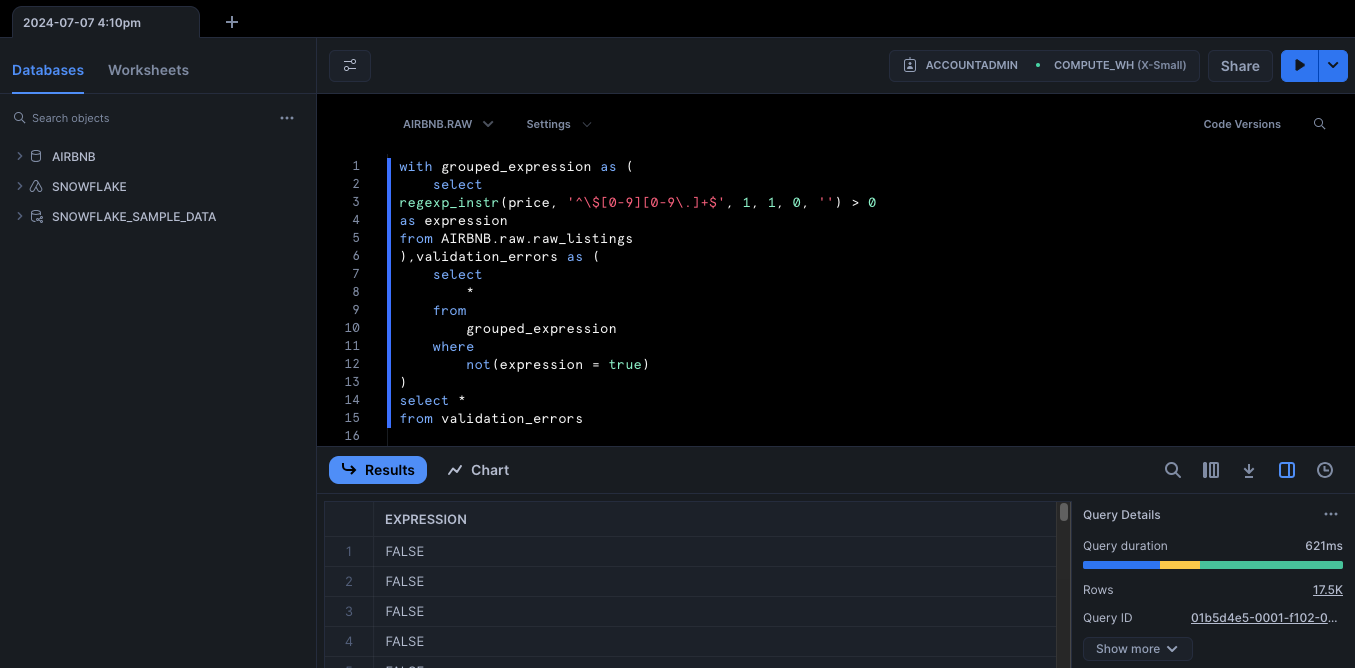 2024-07-07 4:10pm
Databases Worksheets
ACCOUNTADMIN • COMPUTE_WH (X-Small) Share
Search objects
AIRBNB
SNOWFLAKE
SNOWFLAKE_SAMPLE_DATA
AIRBNB.RAW Settings Code Versions
1 with grouped_expression as (
2     select
3 regexp_instr(price, '^\$[0-9][0-9\.]+$', 1, 1, 0, '') > 0
4 as expression
5 from AIRBNB.raw.raw_listings
6 ),validation_errors as (
7     select
8         *
9     from
10         grouped_expression
11     where
12         not(expression = true)
13 )
14 select *
15 from validation_errors
16
Results Chart
EXPRESSION
1 FALSE
2 FALSE
3 FALSE
4 FALSE
Query Details
Query duration 621ms
Rows 17.5K
Query ID 01b5d4e5-0001-f102-0...
Show more